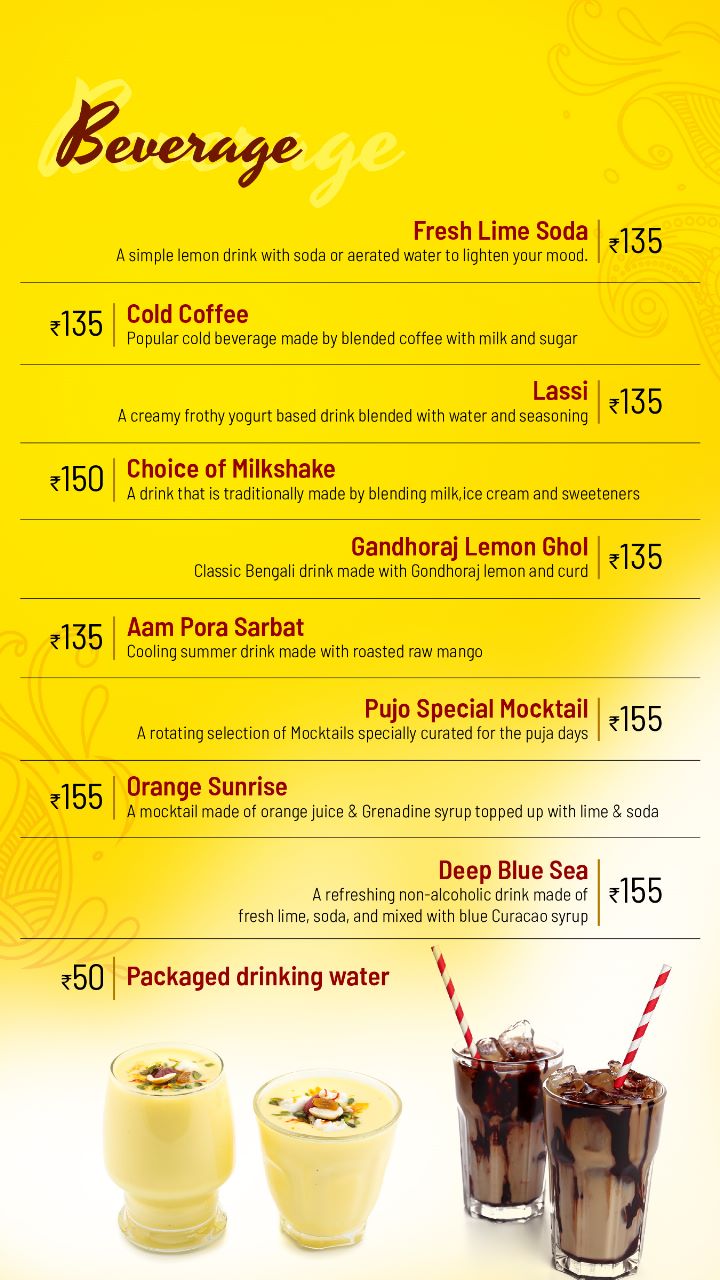 Beverage
Fresh Lime Soda
A simple lemon drink with soda or aerated water to lighten your mood.
₹135
₹135
Cold Coffee
Popular cold beverage made by blended coffee with milk and sugar
Lassi
A creamy frothy yogurt based drink blended with water and seasoning
₹135
₹150
Choice of Milkshake
A drink that is traditionally made by blending milk,ice cream and sweeteners
Gandhoraj Lemon Ghol
Classic Bengali drink made with Gondhoraj lemon and curd
₹135
₹135
Aam Pora Sarbat
Cooling summer drink made with roasted raw mango
Pujo Special Mocktail
A rotating selection of Mocktails specially curated for the puja days
₹155
₹155
Orange Sunrise
A mocktail made of orange juice & Grenadine syrup topped up with lime & soda
Deep Blue Sea
A refreshing non-alcoholic drink made of
fresh lime, soda, and mixed with blue Curacao syrup
₹155
₹50
Packaged drinking water